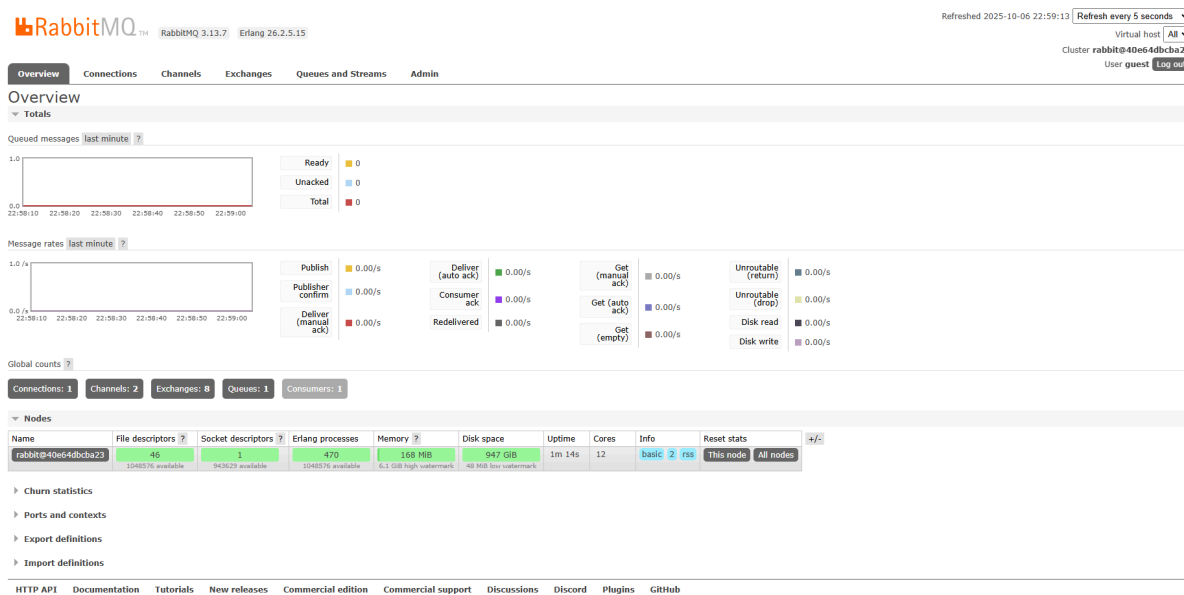 RabbitMQ TM RabbitMQ 3.13.7 Erlang 26.2.5.15
Refreshed 2025-10-06 22:59:13 Refresh every 5 seconds
Virtual host All
Cluster rabbit@40e64dbcba2
User guest Log out
Overview Connections Channels Exchanges Queues and Streams Admin
Overview
Totals
Queued messages last minute ?
1.0
0.0
22:58:10 22:58:20 22:58:30 22:58:40 22:58:50 22:59:00
Ready 0
Unacked 0
Total 0
Message rates last minute ?
1.0 /s
0.0 /s
22:58:10 22:58:20 22:58:30 22:58:40 22:58:50 22:59:00
Publish 0.00/s
Publisher
confirm 0.00/s
Deliver
(manual
ack) 0.00/s
Deliver
(auto ack) 0.00/s
Consumer
ack 0.00/s
Redelivered 0.00/s
Get
(manual
ack) 0.00/s
Get (auto
ack) 0.00/s
Get
(empty) 0.00/s
Unroutable
(return) 0.00/s
Unroutable
(drop) 0.00/s
Disk read 0.00/s
Disk write 0.00/s
Global counts ?
Connections: 1 Channels: 2 Exchanges: 8 Queues: 1 Consumers: 1
Nodes
Name File descriptors ? Socket descriptors ? Erlang processes Memory ? Disk space Uptime Cores Info Reset stats +/-
rabbit@40e64dbcba23 46 1 470 168 MiB 947 GiB 1m 14s 12 basic 2 rss This node All nodes
1048576 available 943629 available 1048576 available 6.1 GiB high watermark 48 MiB low watermark
Churn statistics
Ports and contexts
Export definitions
Import definitions
HTTP API Documentation Tutorials New releases Commercial edition Commercial support Discussions Discord Plugins GitHub